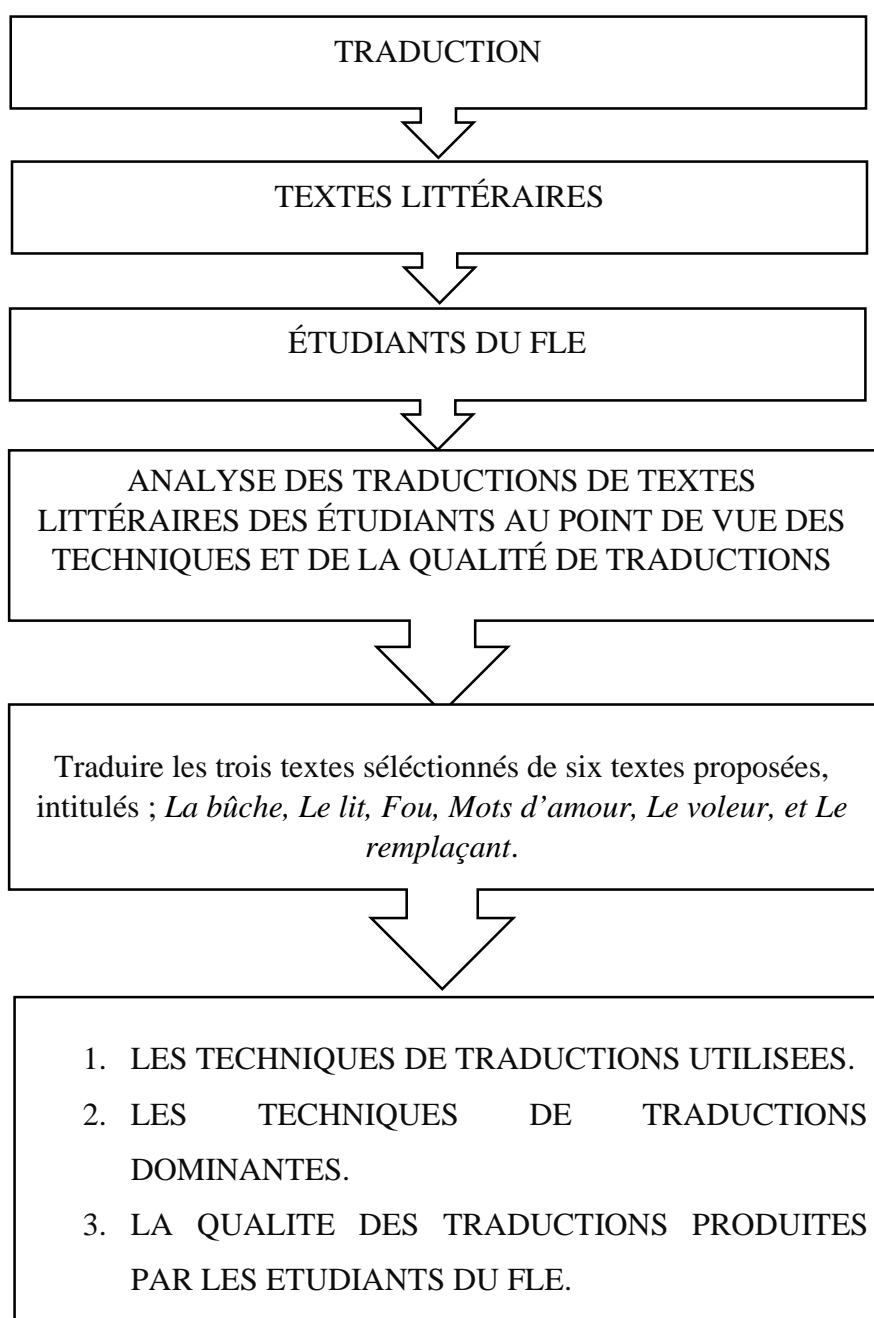 TRADUCTION
TEXTES LITTÉRAIRES
ÉTUDIANTS DU FLE
ANALYSE DES TRADUCTIONS DE TEXTES
LITTÉRAIRES DES ÉTUDIANTS AU POINT DE VUE DES
TECHNIQUES ET DE LA QUALITÉ DE TRADUCTIONS
Traduire les trois textes séléctionnés de six textes proposées,
intitulés ; La bûche, Le lit, Fou, Mots d’amour, Le voleur, et Le
remplaçant.
1. LES TECHNIQUES DE TRADUCTIONS UTILISEES.
2. LES TECHNIQUES DE TRADUCTIONS
DOMINANTES.
3. LA QUALITE DES TRADUCTIONS PRODUITES
PAR LES ETUDIANTS DU FLE.